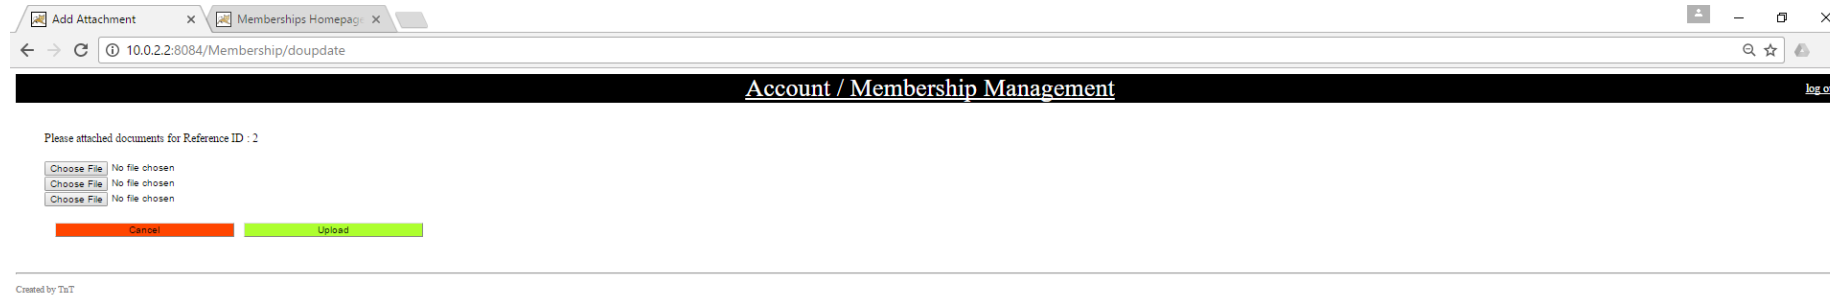 Add Attachment
Memberships Homepage
10.0.2.2:8084/Membership/doupdate
Account / Membership Management
log o
Please attached documents for Reference ID : 2
Choose File No file chosen
Choose File No file chosen
Choose File No file chosen
Cancel Upload
Created by TnT